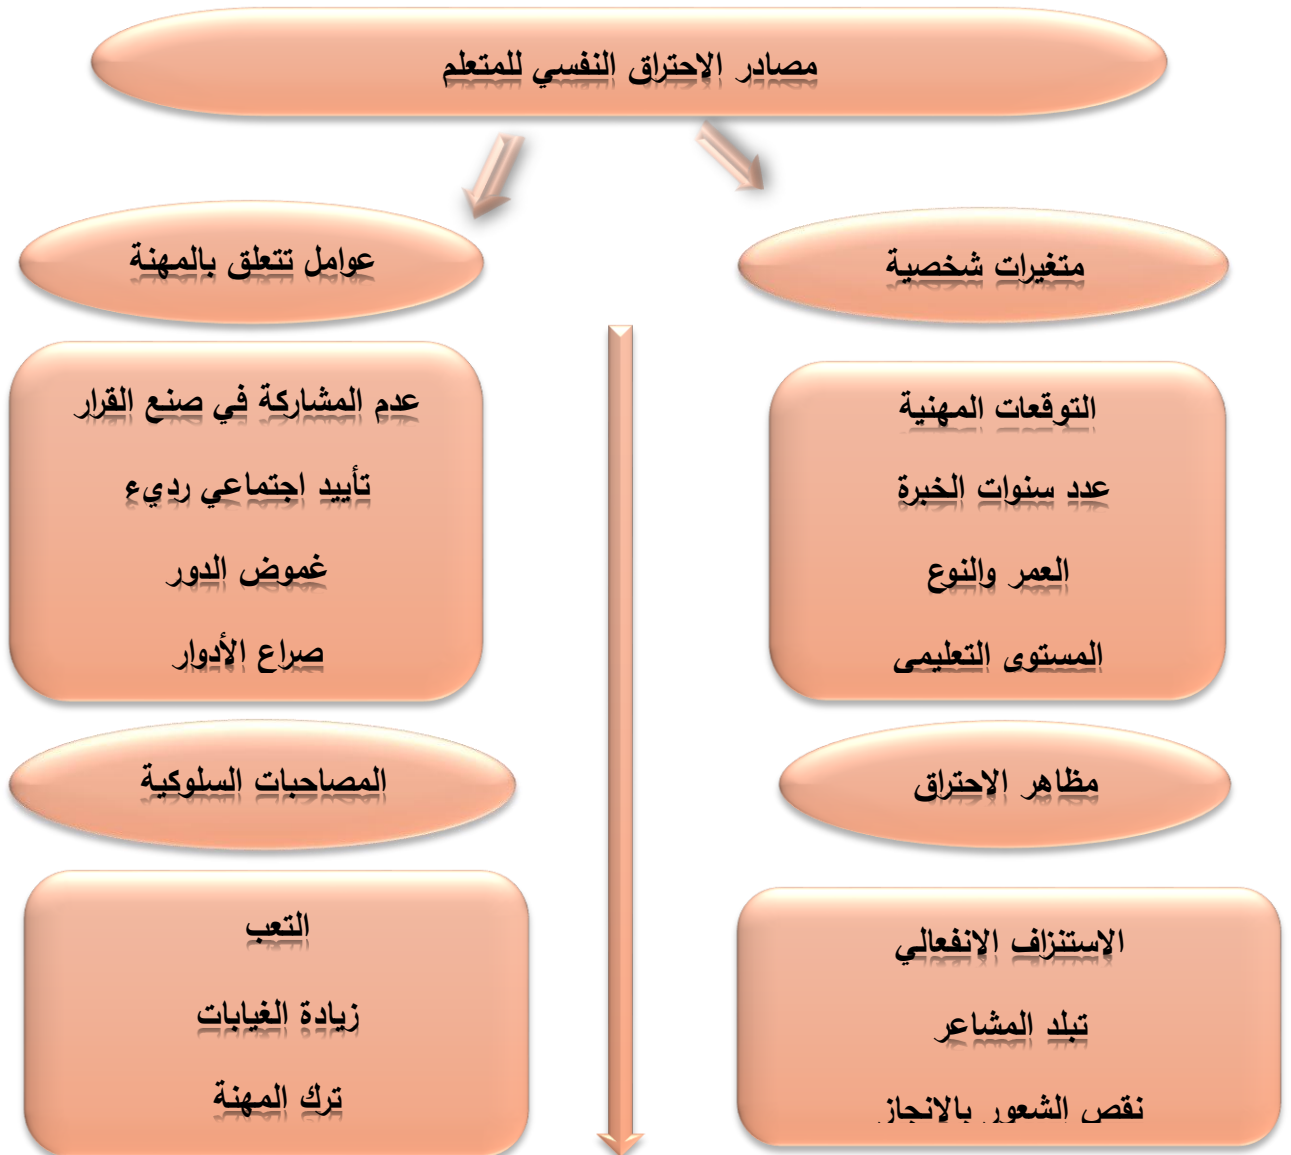 مصادر الاحتراق النفسي للمتعلم
متغيرات شخصية
عوامل تتعلق بالمهنة
التوقعات المهنية
عدد سنوات الخبرة
العمر والنوع
المستوى التعليمي
عدم المشاركة في صنع القرار
تأييد اجتماعي رديء
غموض الدور
صراع الأدوار
مظاهر الاحتراق
المصاحبات السلوكية
الاستنزاف الانفعالي
تبلد المشاعر
نقص الشعور بالإنجاز
التعب
زيادة الغيابات
ترك المهنة